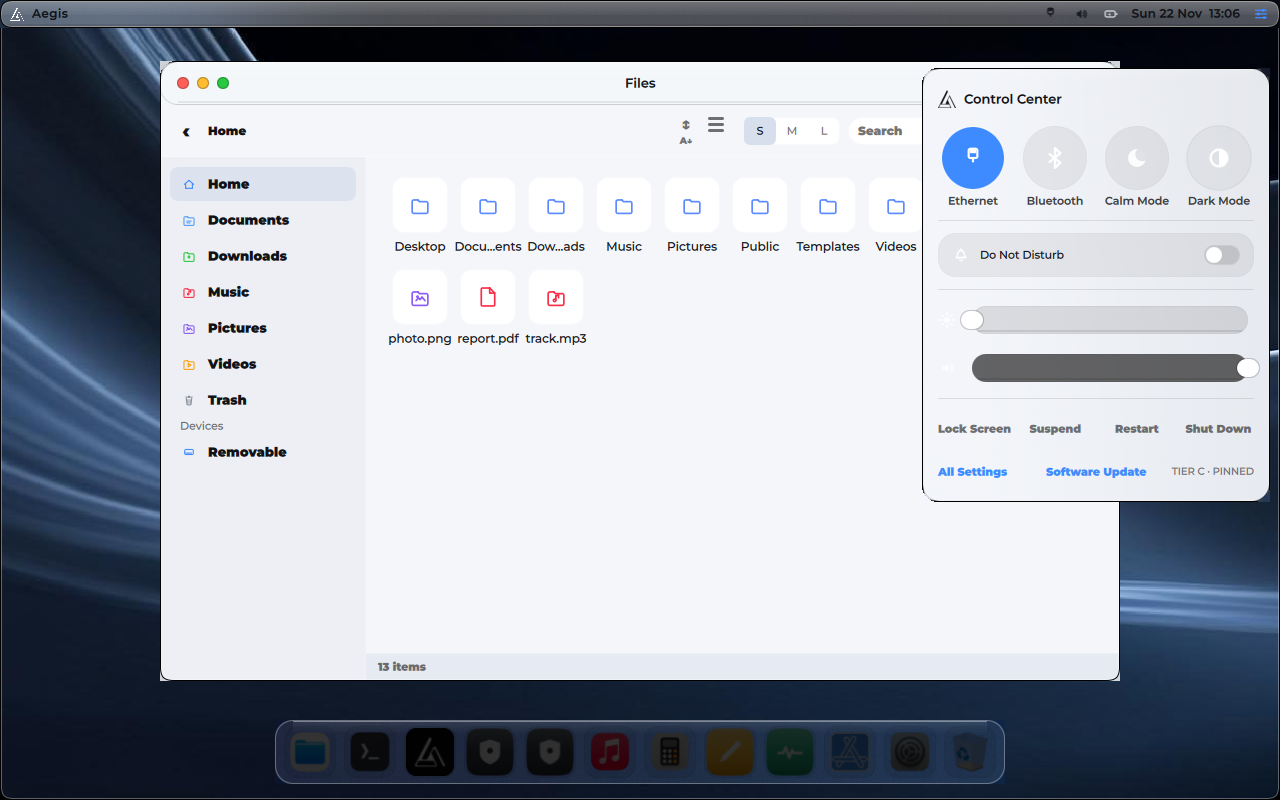 Aegis
Sun 22 Nov 13:06
Files
Control Center
Home
A+
S M L
Search
Ethernet Bluetooth Calm Mode Dark Mode
Do Not Disturb
Lock Screen Suspend Restart Shut Down
All Settings Software Update TIER C · PINNED
Home
Documents
Downloads
Music
Pictures
Videos
Trash
Devices
Removable
Desktop Docu...ents Dow...ads Music Pictures Public Templates Videos
photo.png report.pdf track.mp3
13 items